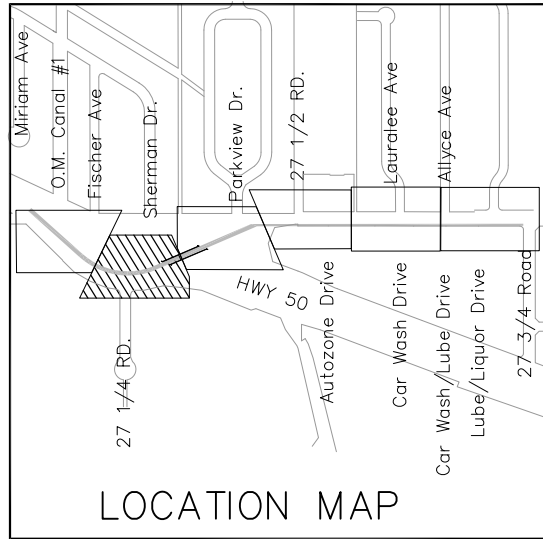 Miriam Ave
O.M. Canal #1
Fischer Ave
Sherman Dr.
Parkview Dr.
27 1/2 RD.
Lauralee Ave
Allyce Ave
HWY 50
27 1/4 RD.
Autozone Drive
Car Wash Drive
Car Wash/Lube Drive
Lube/Liquor Drive
27 3/4 Road
LOCATION MAP